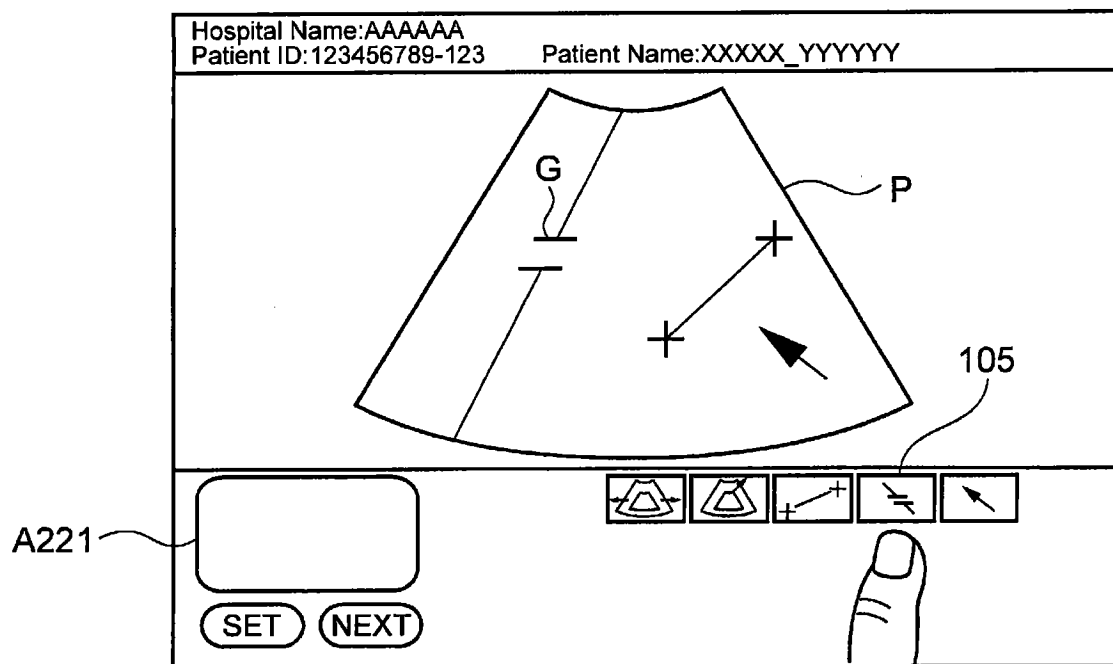 Hospital Name:AAAAAA
Patient ID:123456789-123 Patient Name:XXXXX_YYYYYY
G
P
105
A221
SET NEXT